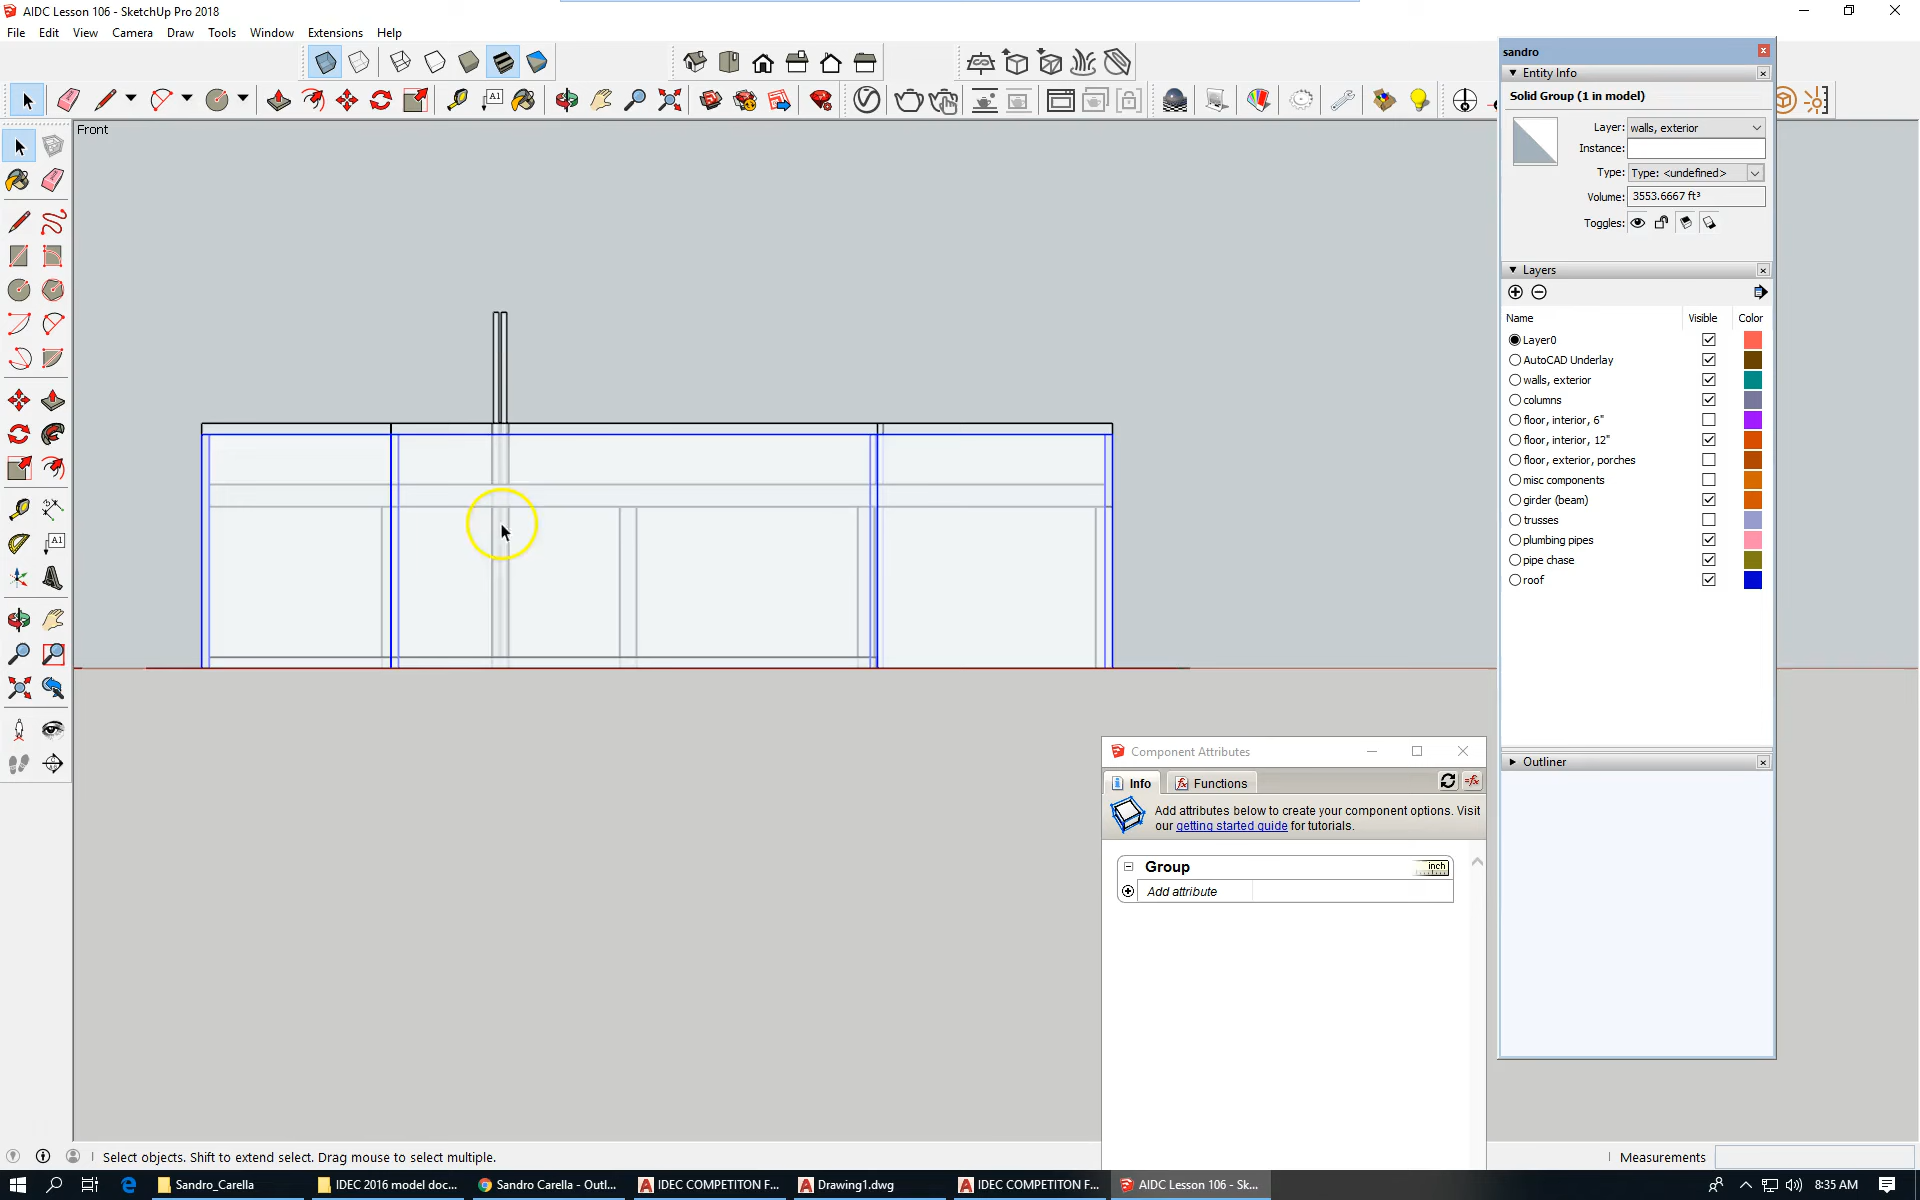 AIDC Lesson 106 - SketchUp Pro 2018
File Edit View Camera Draw Tools Window Extensions Help
Front
sandro
Entity Info
Solid Group (1 in model)
Layer: walls, exterior
Instance:
Type: Type: <undefined>
Volume: 3553.6667 ft³
Toggles:
Layers
Name Visible Color
Layer0
AutoCAD Underlay
walls, exterior
columns
floor, interior, 6"
floor, interior, 12"
floor, exterior, porches
misc components
girder (beam)
trusses
plumbing pipes
pipe chase
roof
Outliner
Component Attributes
Info Functions
Add attributes below to create your component options. Visit
our getting started guide for tutorials.
Group inch
Add attribute
Select objects. Shift to extend select. Drag mouse to select multiple.
Measurements
Sandro_Carella IDEC 2016 model doc... Sandro Carella - Outl... IDEC COMPETITON F... Drawing1.dwg IDEC COMPETITON F... AIDC Lesson 106 - Sk... 8:35 AM